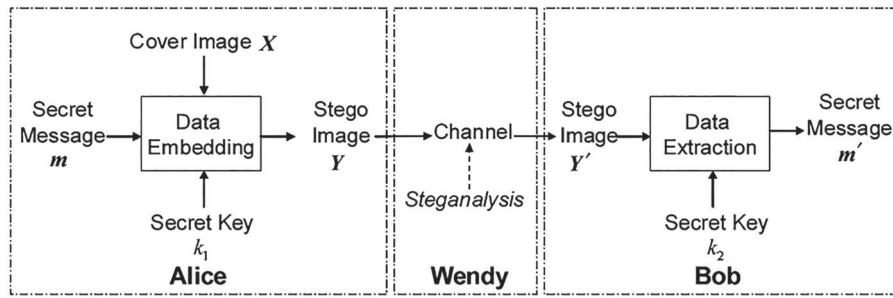 Cover Image X
Secret
Message
m
Data
Embedding
Stego
Image
Y
Secret Key
k₁
Alice
Channel
Steganalysis
Wendy
Stego
Image
Y′
Data
Extraction
Secret
Message
m′
Secret Key
k₂
Bob